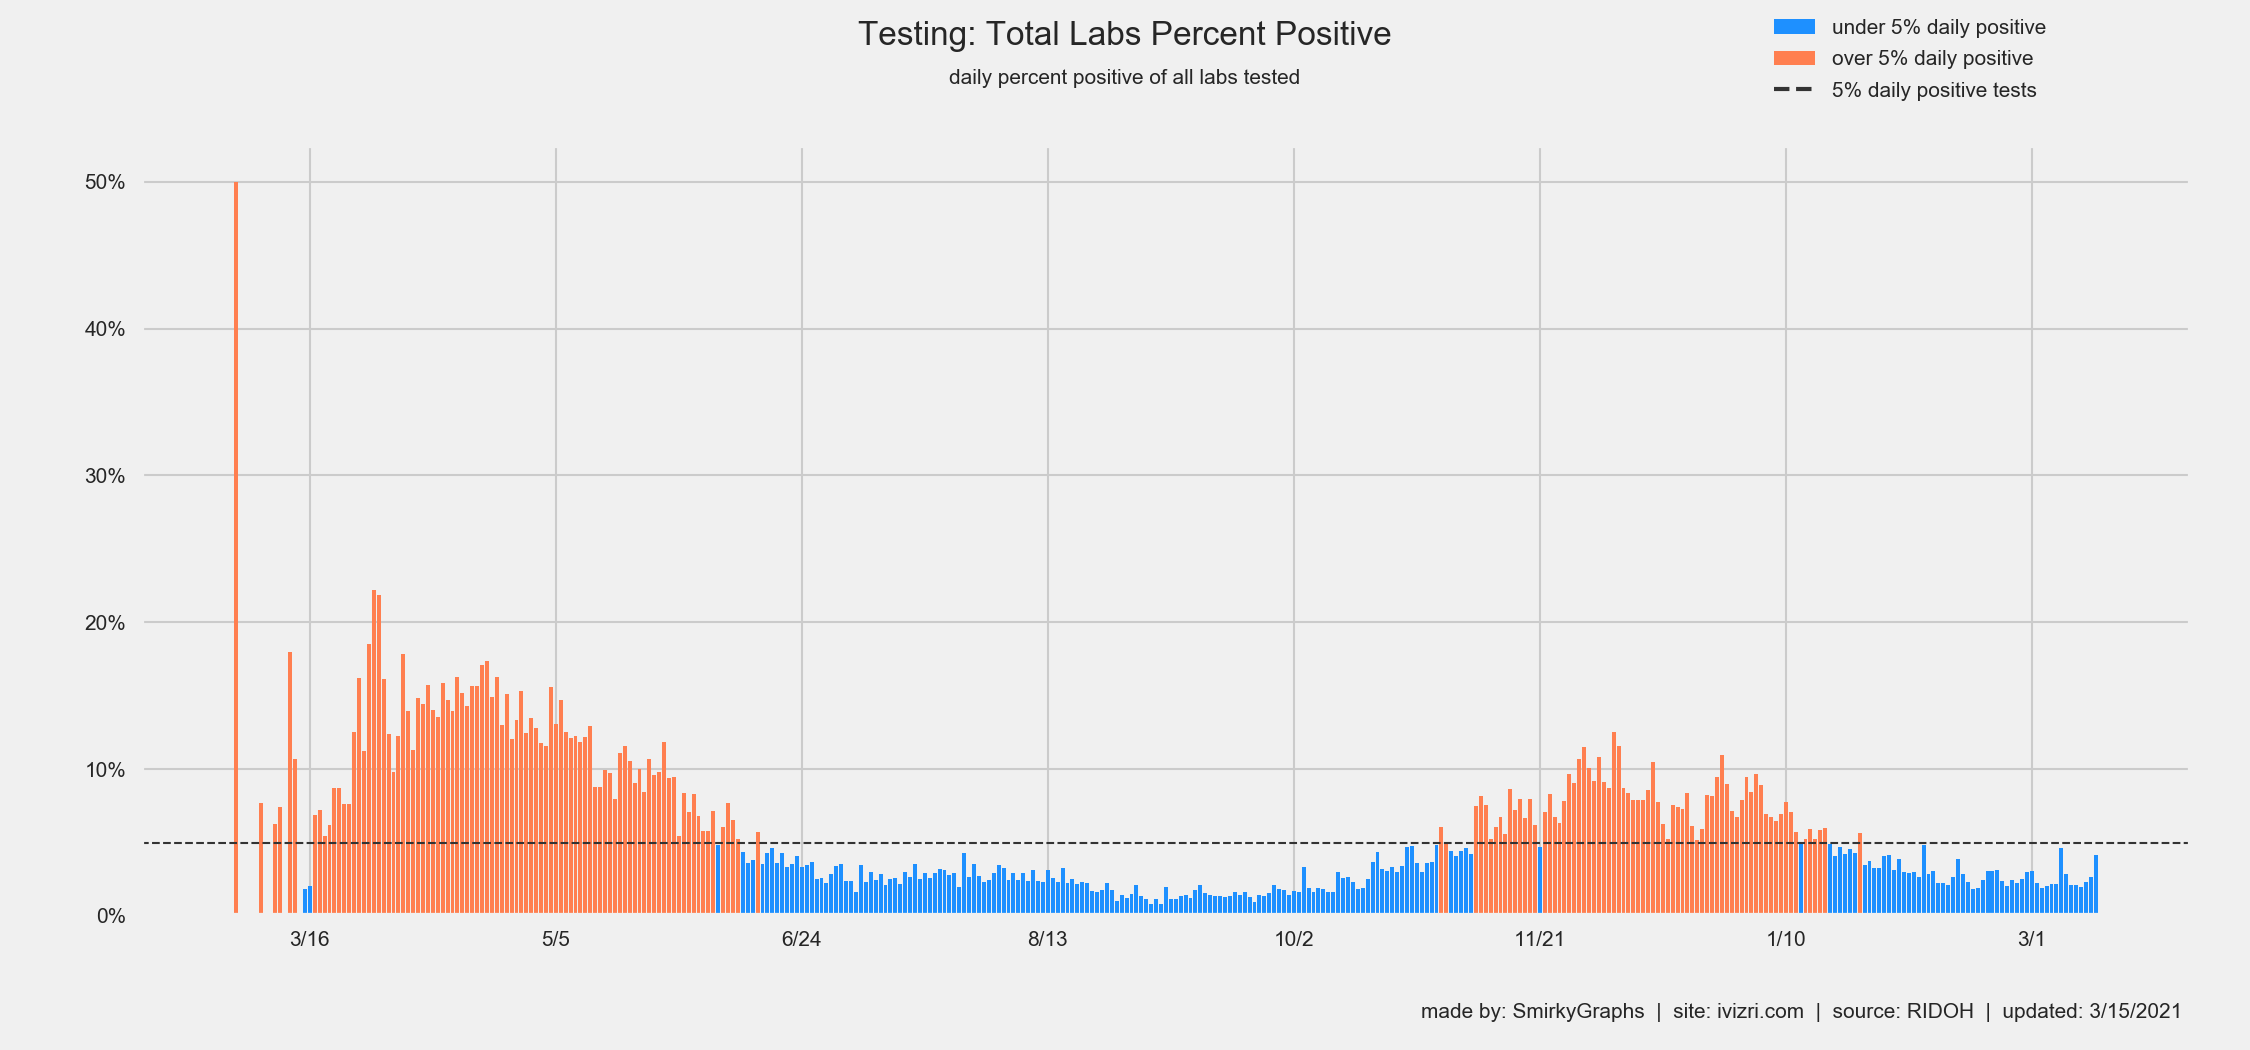 Testing: Total Labs Percent Positive
daily percent positive of all labs tested
under 5% daily positive
over 5% daily positive
5% daily positive tests
50%
40%
30%
20%
10%
0%
3/16 5/5 6/24 8/13 10/2 11/21 1/10 3/1
made by: SmirkyGraphs | site: ivizri.com | source: RIDOH | updated: 3/15/2021